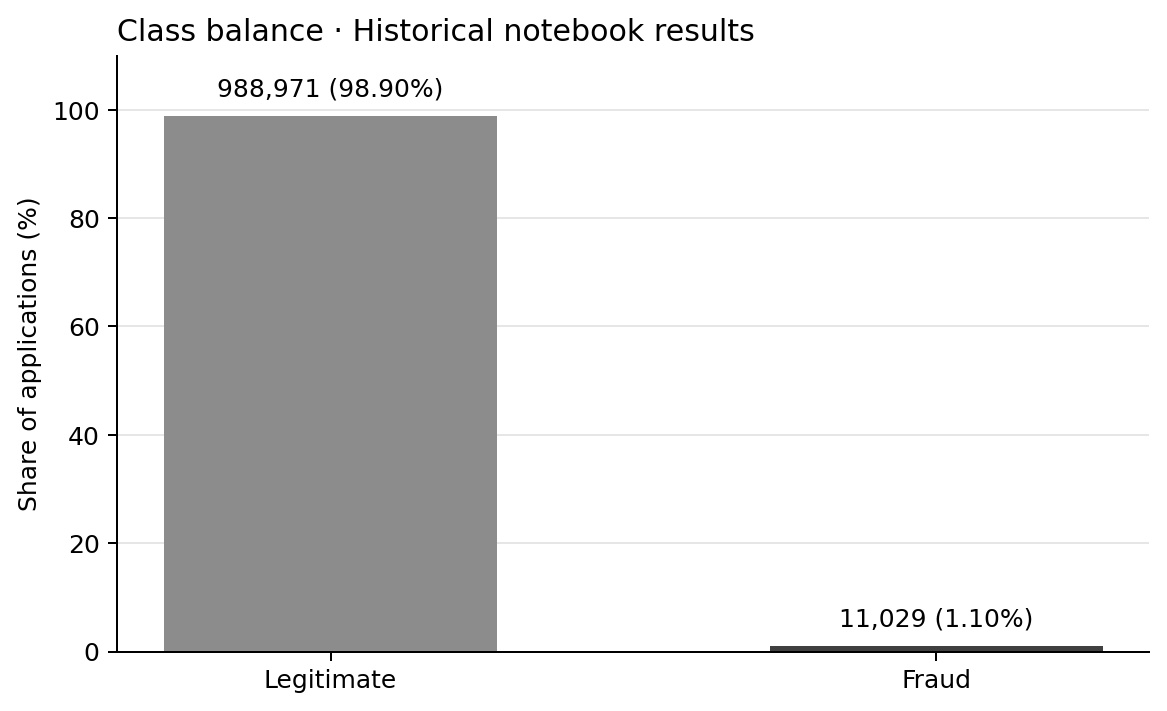 Class balance · Historical notebook results
988,971 (98.90%)
100
80
60
40
20
0
Share of applications (%)
11,029 (1.10%)
Legitimate
Fraud